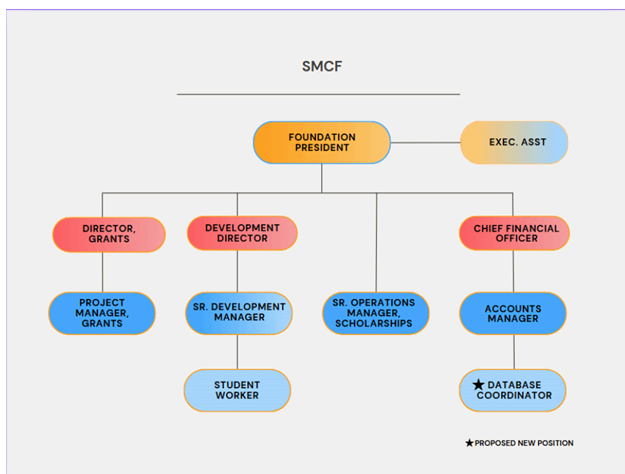 SMCF
FOUNDATION
PRESIDENT
EXEC. ASST
DIRECTOR,
GRANTS
DEVELOPMENT
DIRECTOR
CHIEF FINANCIAL
OFFICER
PROJECT
MANAGER,
GRANTS
SR. DEVELOPMENT
MANAGER
SR. OPERATIONS
MANAGER,
SCHOLARSHIPS
ACCOUNTS
MANAGER
STUDENT
WORKER
★ DATABASE
COORDINATOR
★ PROPOSED NEW POSITION